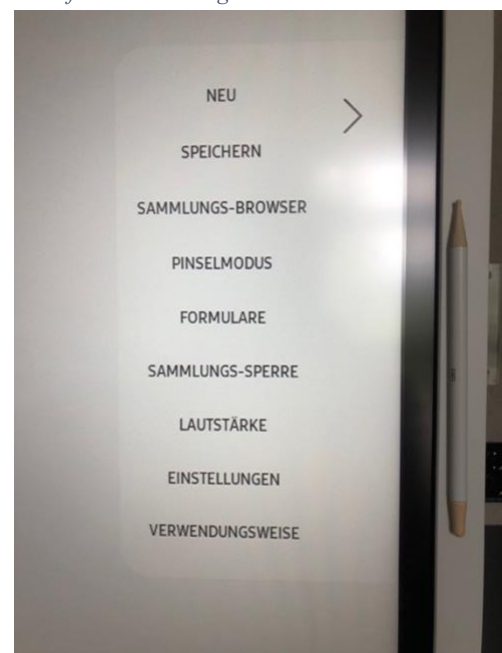 NEU
SPEICHERN
SAMMLUNGS-BROWSER
PINSELMODUS
FORMULARE
SAMMLUNGS-SPERRE
LAUTSTÄRKE
EINSTELLUNGEN
VERWENDUNGSWEISE